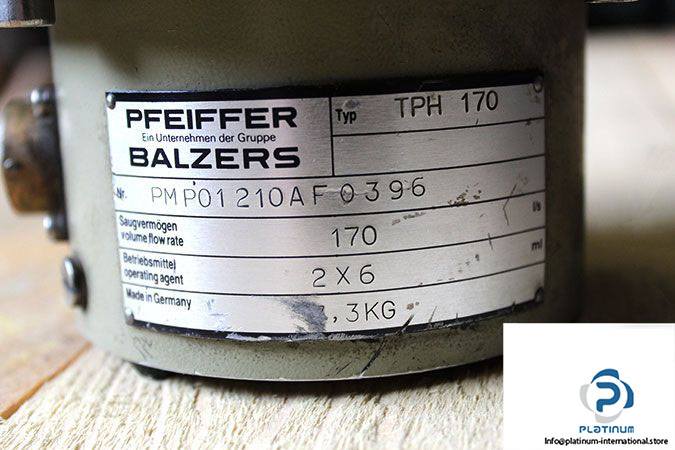 PFEIFFER
Ein Unternehmen der Gruppe
BALZERS
Typ TPH 170
Nr. PMP01210AF0396
Saugvermögen
volume flow rate 170 l/s
Betriebsmittel
operating agent 2X6 ml
Made in Germany ,3KG
PLATINUM
Info@platinum-international.store